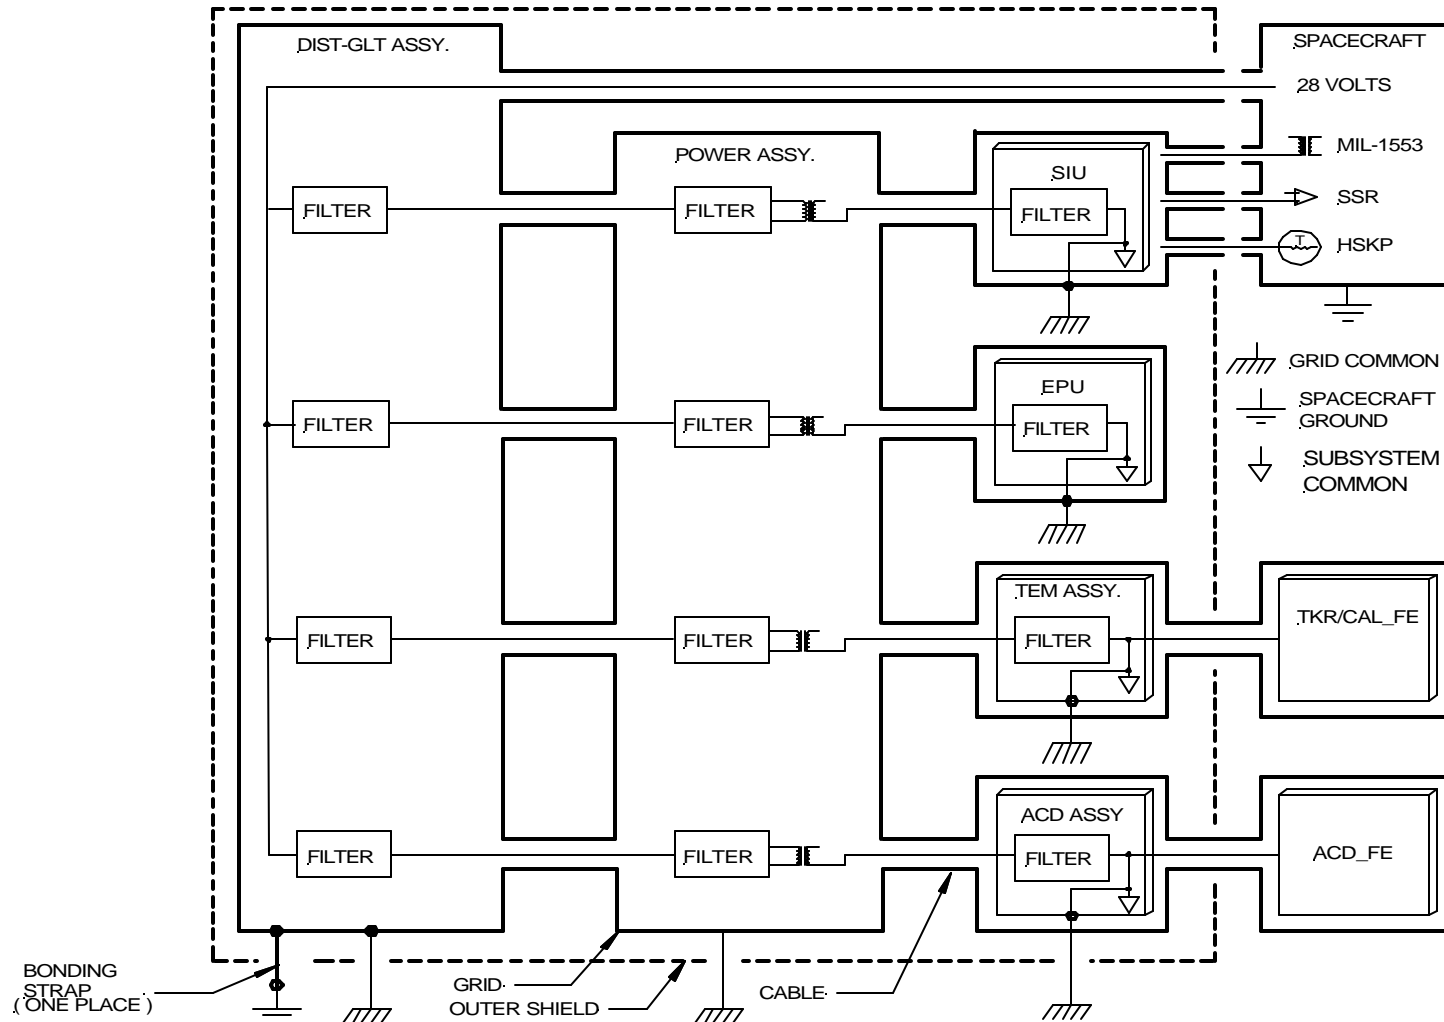 DIST-GLT ASSY.
SPACECRAFT
28 VOLTS
POWER ASSY.
MIL-1553
SIU
SSR
FILTER
FILTER
FILTER
T
HSKP
GRID COMMON
EPU
SPACECRAFT
GROUND
FILTER
FILTER
FILTER
SUBSYSTEM
COMMON
TEM ASSY.
TKR/CAL_FE
FILTER
FILTER
FILTER
ACD ASSY
FILTER
FILTER
FILTER
ACD_FE
BONDING
STRAP
( ONE PLACE )
GRID
OUTER SHIELD
CABLE